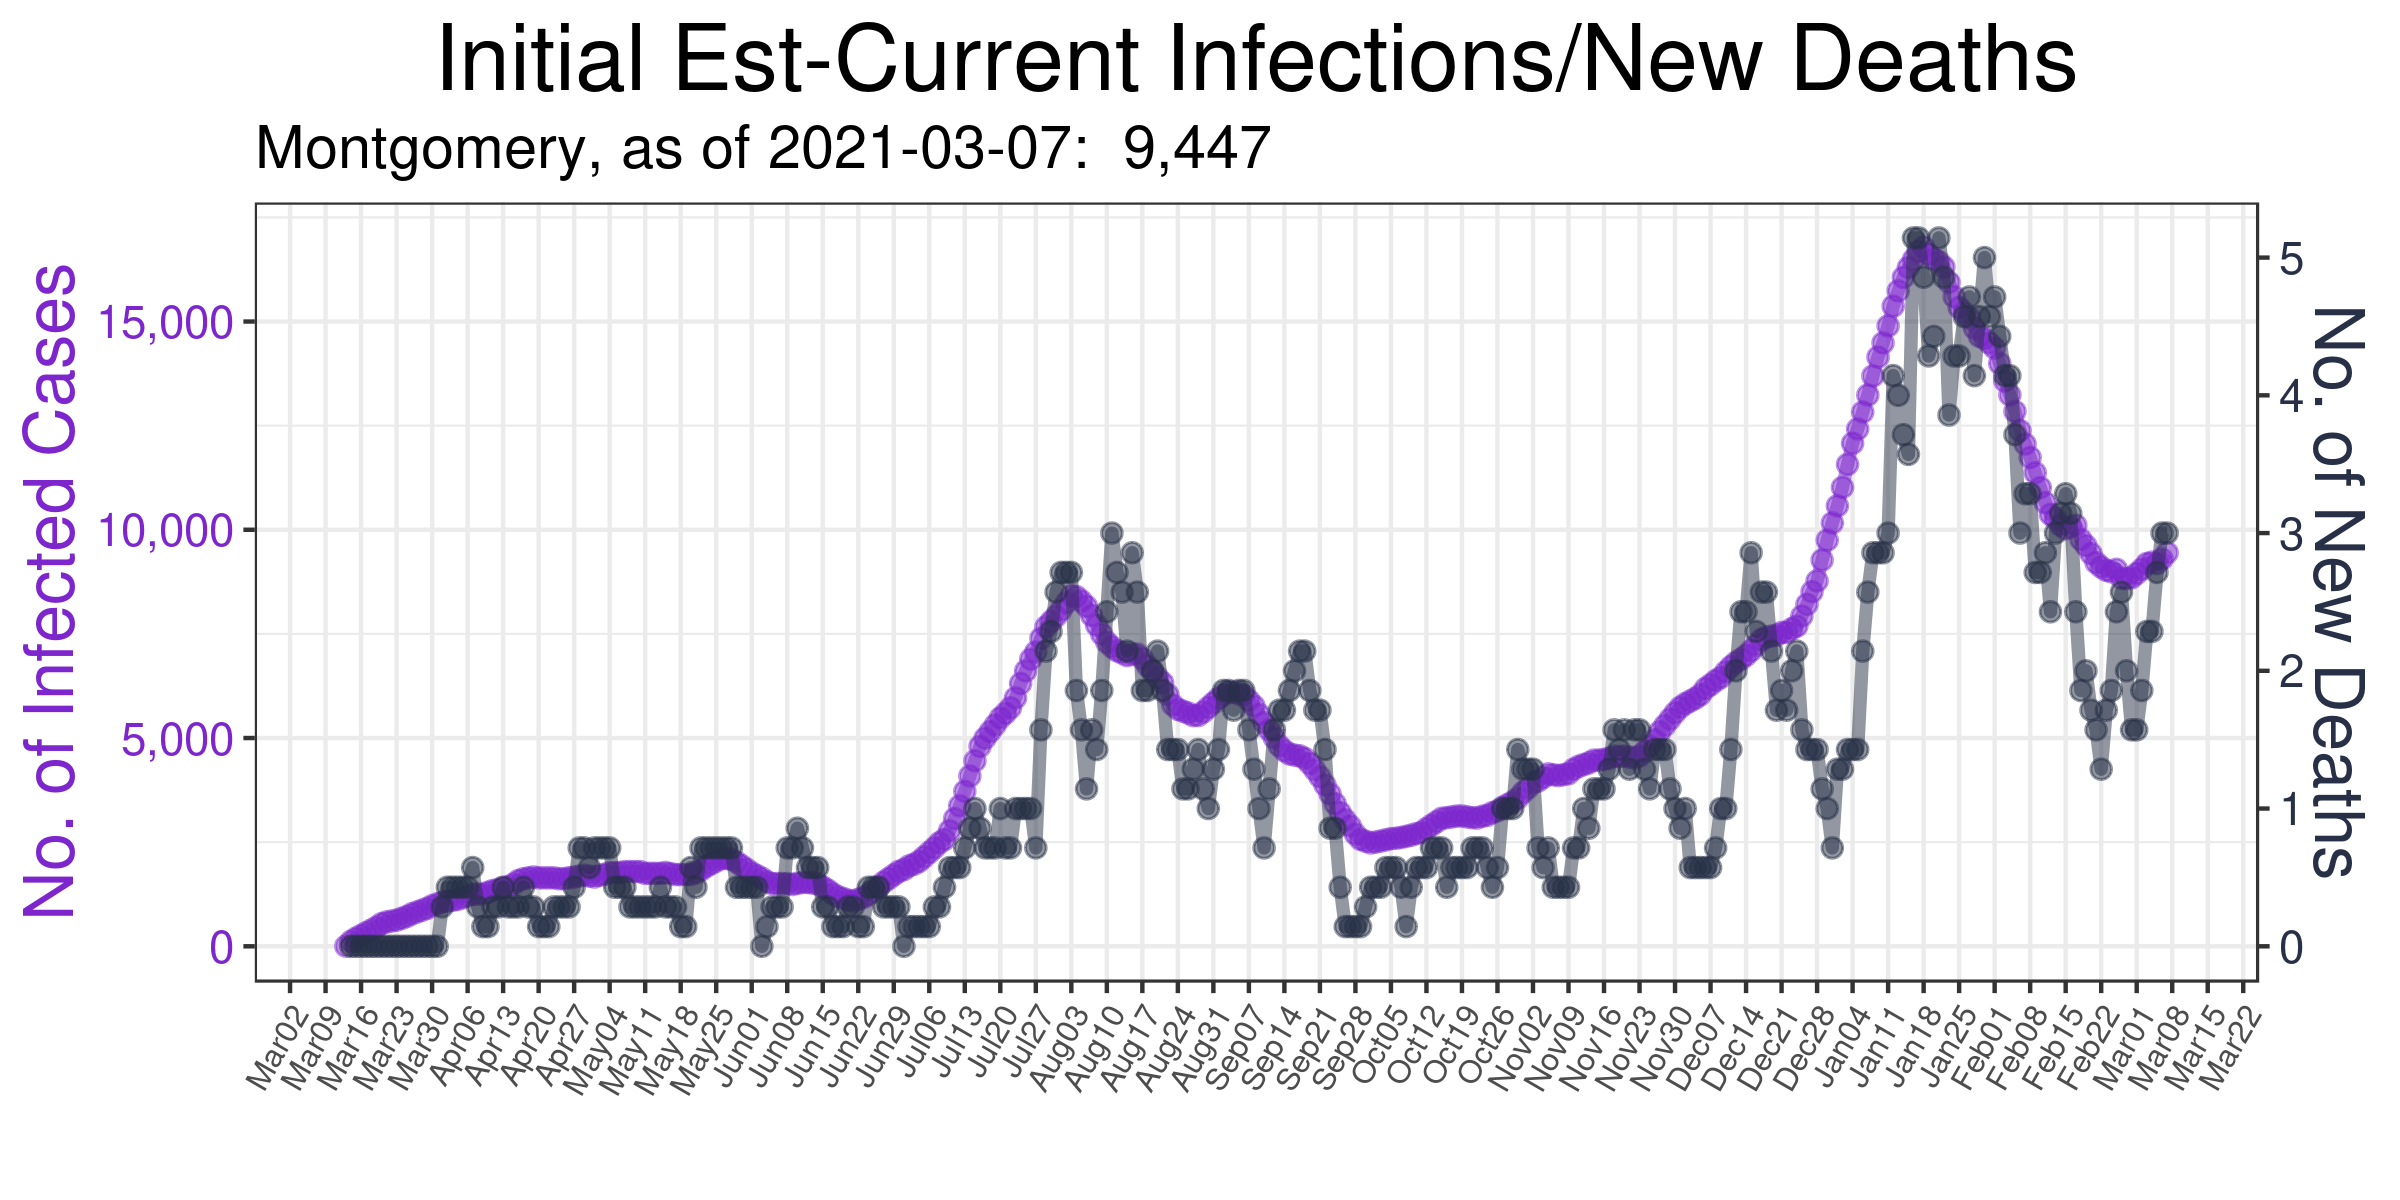 Initial Est-Current Infections/New Deaths
Montgomery, as of 2021-03-07: 9,447
No. of Infected Cases
15,000
10,000
5,000
0
5
4
3
2
1
0
No. of New Deaths
Mar02
Mar09
Mar16
Mar23
Mar30
Apr06
Apr13
Apr20
Apr27
May04
May11
May18
May25
Jun01
Jun08
Jun15
Jun22
Jun29
Jul06
Jul13
Jul20
Jul27
Aug03
Aug10
Aug17
Aug24
Aug31
Sep07
Sep14
Sep21
Sep28
Oct05
Oct12
Oct19
Oct26
Nov02
Nov09
Nov16
Nov23
Nov30
Dec07
Dec14
Dec21
Dec28
Jan04
Jan11
Jan18
Jan25
Feb01
Feb08
Feb15
Feb22
Mar01
Mar08
Mar15
Mar22